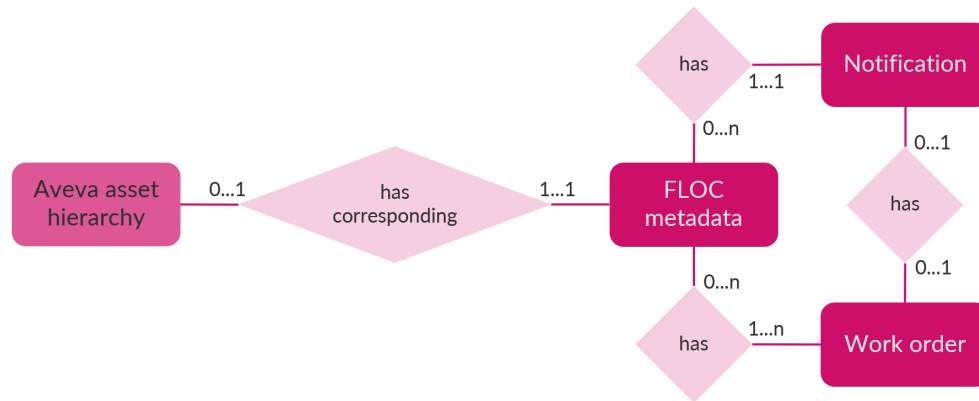 has
Notification
1...1
0...n
0...1
Aveva asset
hierarchy
0...1
has
corresponding
1...1
FLOC
metadata
has
0...1
0...n
has
1...n
Work order